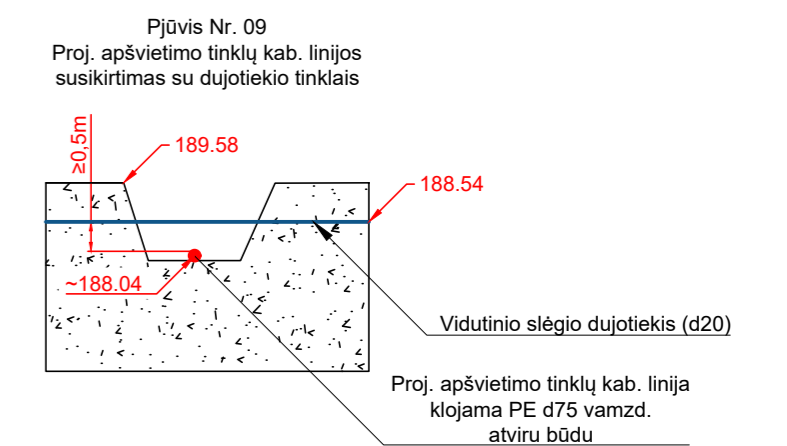 Pjūvis Nr. 09
Proj. apšvietimo tinklų kab. linijos
susikirtimas su dujotiekio tinklais
≥0,5m
189.58
188.54
~188.04
Vidutinio slėgio dujotiekis (d20)
Proj. apšvietimo tinklų kab. linija
klojama PE d75 vamzd.
atviru būdu